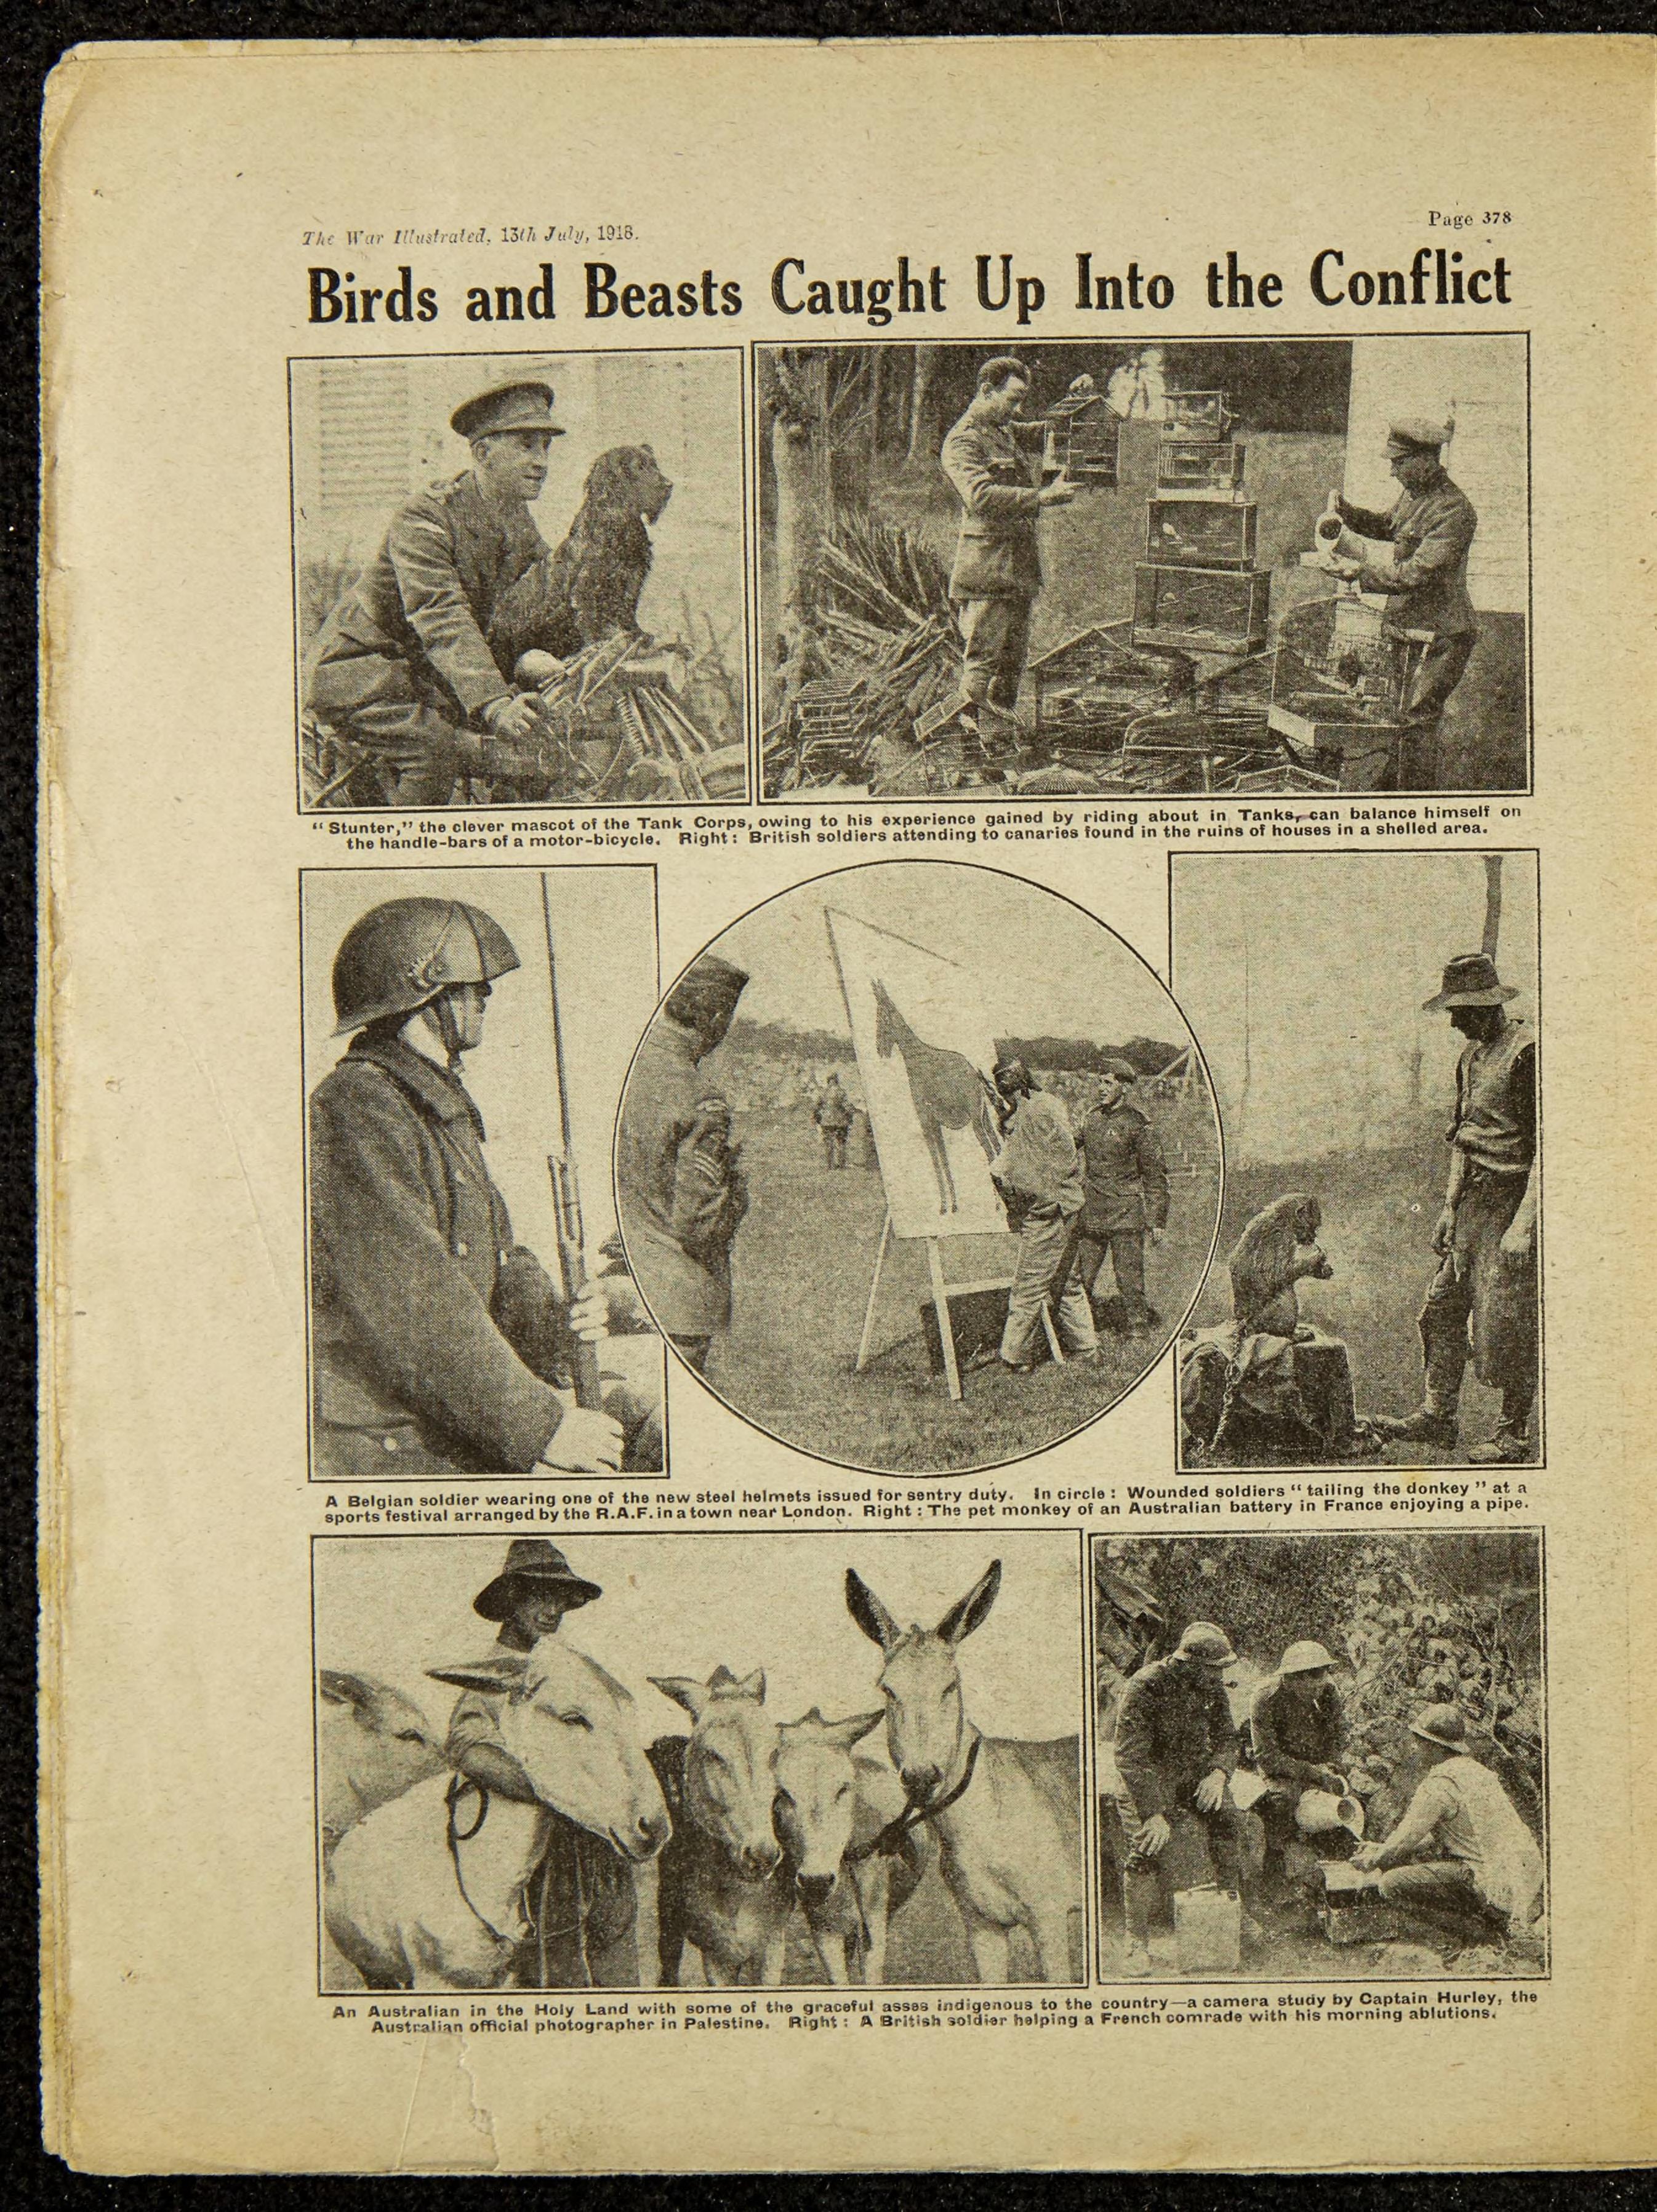 The War Illustrated, 13th July, 1918.
Page 378
Birds and Beasts Caught Up Into the Conflict
“Stunter,” the clever mascot of the Tank Corps, owing to his experience gained by riding about in Tanks, can balance himself on
the handle-bars of a motor-bicycle. Right: British soldiers attending to canaries found in the ruins of houses in a shelled area.
A Belgian soldier wearing one of the new steel helmets issued for sentry duty. In circle: Wounded soldiers “tailing the donkey” at a
sports festival arranged by the R.A.F. in a town near London. Right: The pet monkey of an Australian battery in France enjoying a pipe.
An Australian in the Holy Land with some of the graceful asses indigenous to the country—a camera study by Captain Hurley, the
Australian official photographer in Palestine. Right: A British soldier helping a French comrade with his morning ablutions.